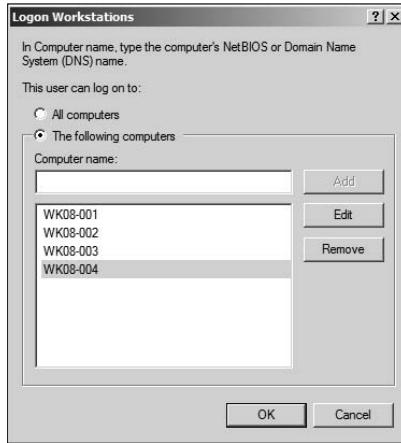 Logon Workstations
?
In Computer name, type the computer's NetBIOS or Domain Name
System (DNS) name.
This user can log on to:
All computers
The following computers
Computer name:
Add
WK08-001
WK08-002
WK08-003
WK08-004
Edit
Remove
OK
Cancel